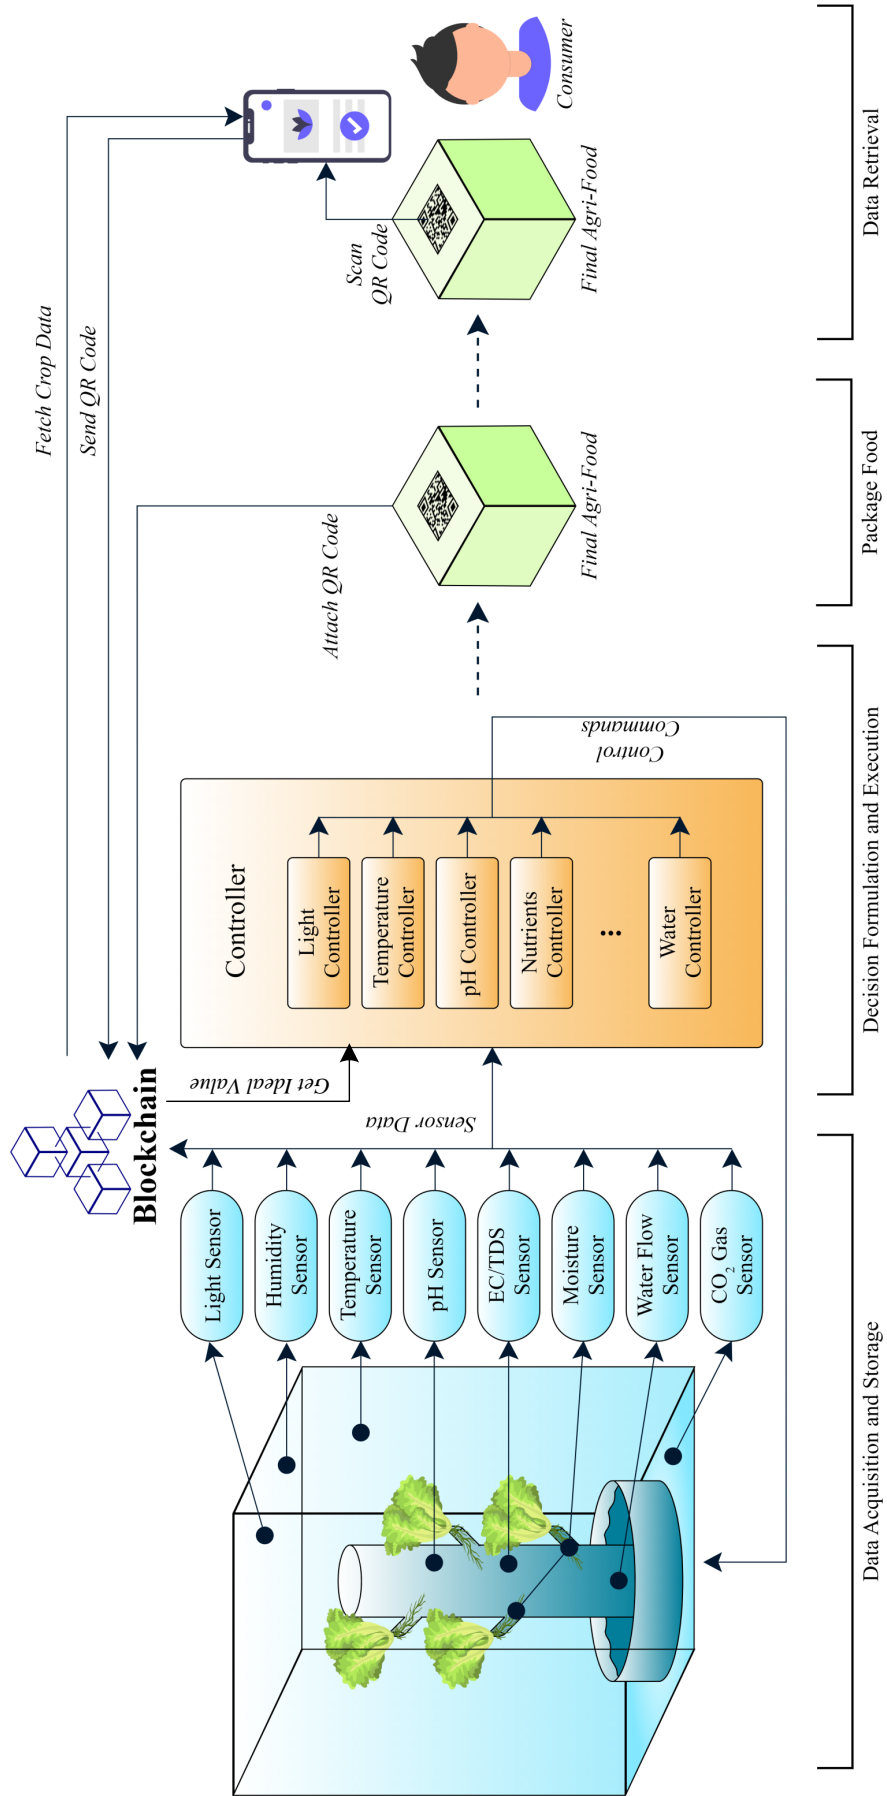 Fetch Crop Data
Send QR Code
Blockchain
Attach QR Code
Scan
QR Code
Consumer
Light Sensor
Humidity
Sensor
Temperature
Sensor
pH Sensor
EC/TDS
Sensor
Moisture
Sensor
Water Flow
Sensor
CO₂ Gas
Sensor
Sensor Data
Get Ideal Value
Controller
Light
Controller
Temperature
Controller
pH Controller
Nutrients
Controller
...
Water
Controller
Control
Commands
Final Agri-Food
Final Agri-Food
Data Acquisition and Storage
Decision Formulation and Execution
Package Food
Data Retrieval